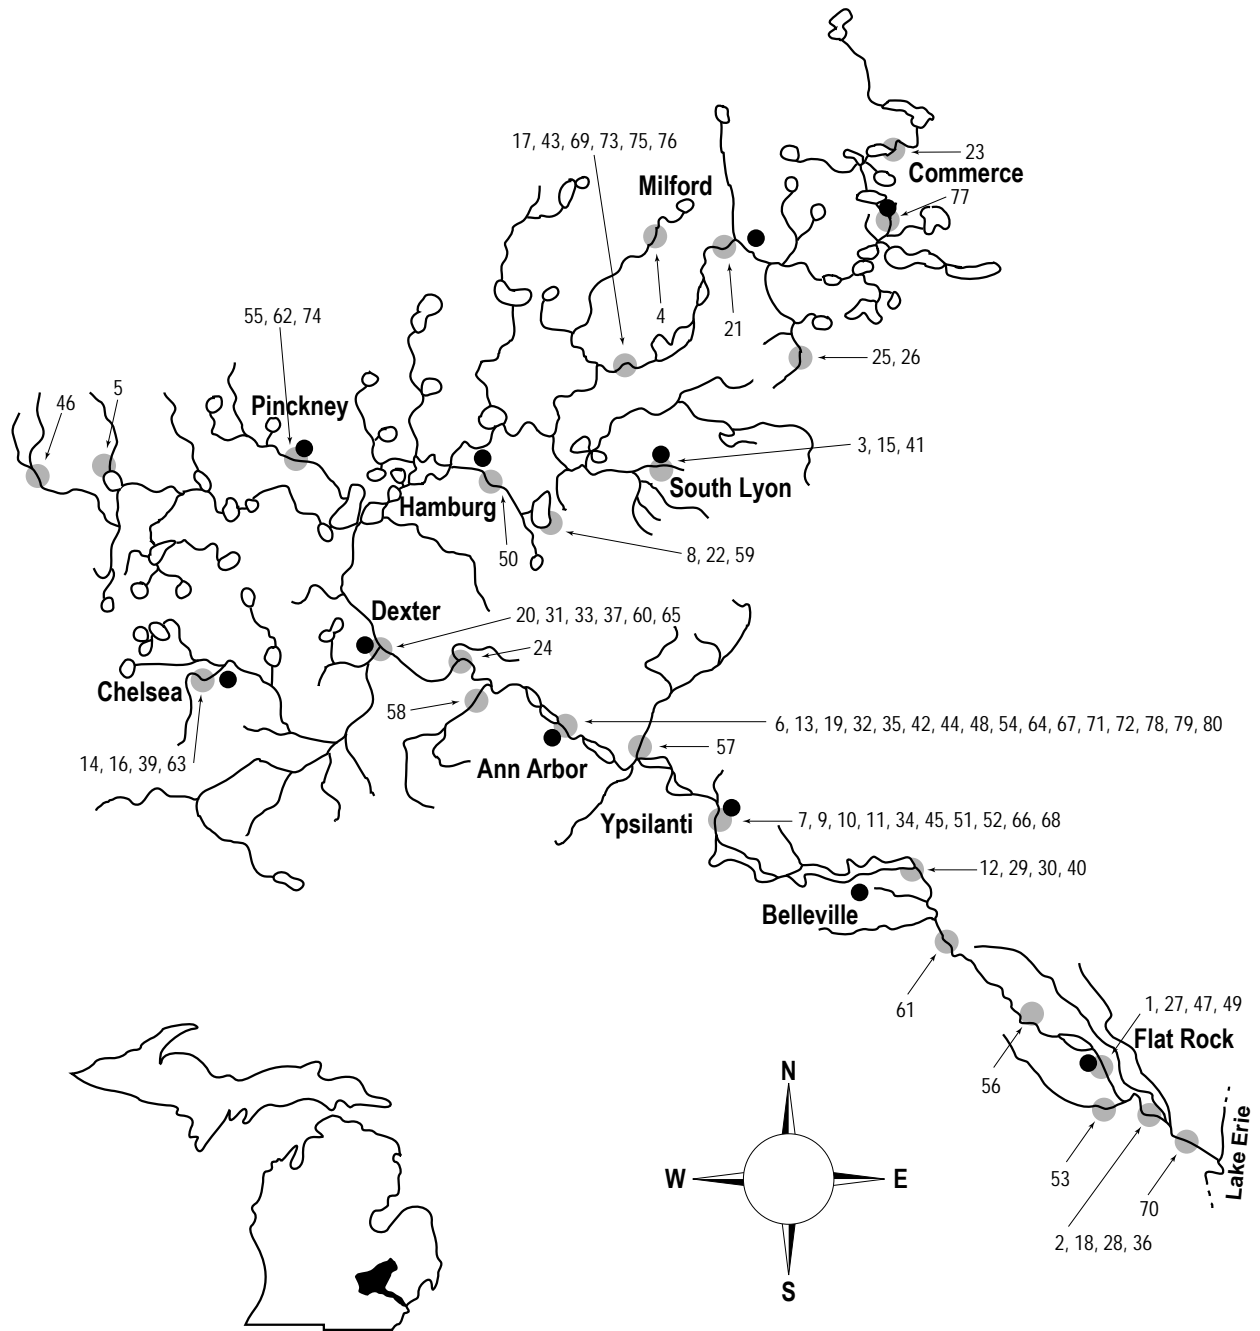 17, 43, 69, 73, 75, 76
23
Commerce
Milford
77
4
21
55, 62, 74
25, 26
5
46
Pinckney
3, 15, 41
South Lyon
Hamburg
50
8, 22, 59
Dexter
20, 31, 33, 37, 60, 65
24
Chelsea
58
6, 13, 19, 32, 35, 42, 44, 48, 54, 64, 67, 71, 72, 78, 79, 80
57
14, 16, 39, 63
Ann Arbor
Ypsilanti
7, 9, 10, 11, 34, 45, 51, 52, 66, 68
12, 29, 30, 40
Belleville
61
1, 27, 47, 49
Flat Rock
56
N
W
E
S
53
70
Lake Erie
2, 18, 28, 36